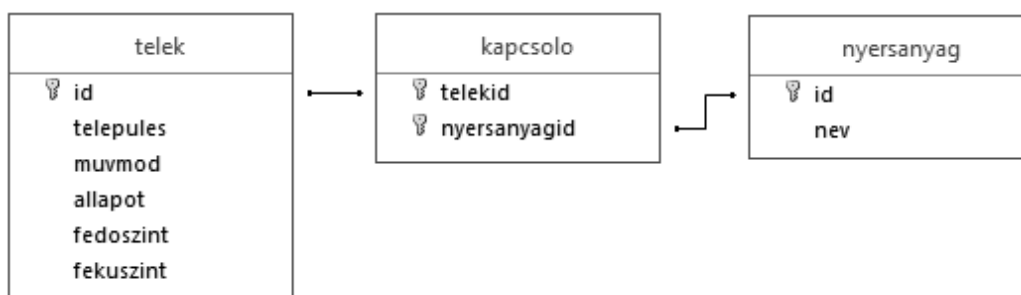 telek
id
telepules
muvmod
allapot
fedoszint
fekuszint
kapcsolo
telekid
nyersanyagid
nyersanyag
id
nev